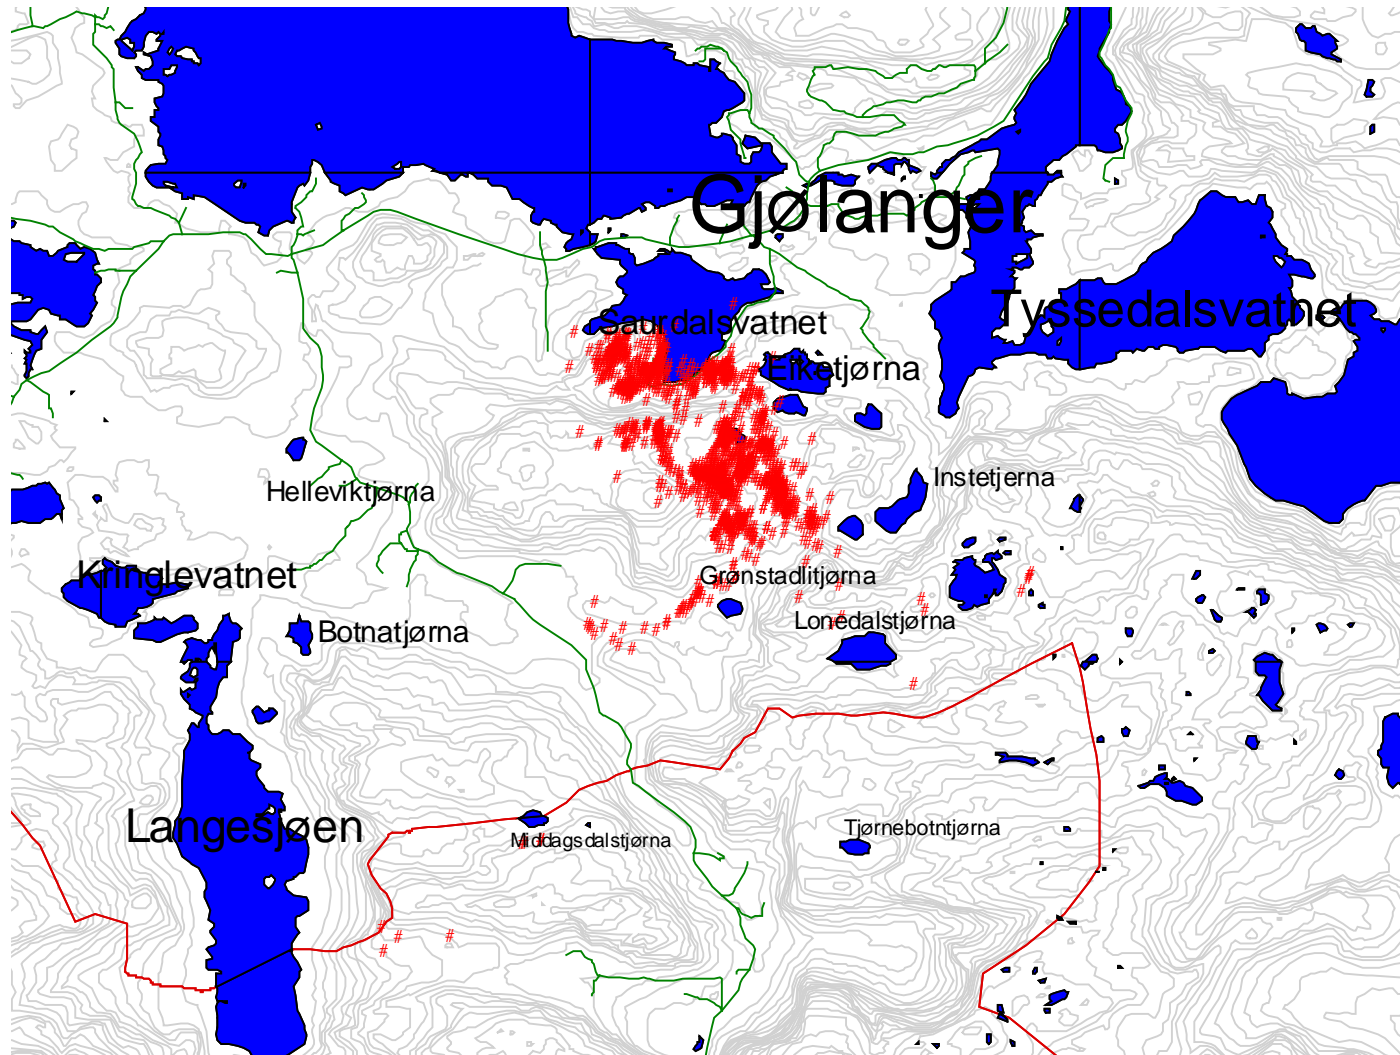 Gjølanger
Tyssedalsvatnet
Saurdalsvatnet
Eiketjørna
Instetjerna
Helleviktjørna
Kringlevatnet
Grønstadlitjørna
Lonedalstjørna
Botnatjørna
Langesjøen
Tjørnebotntjørna
Middagsdalstjørna